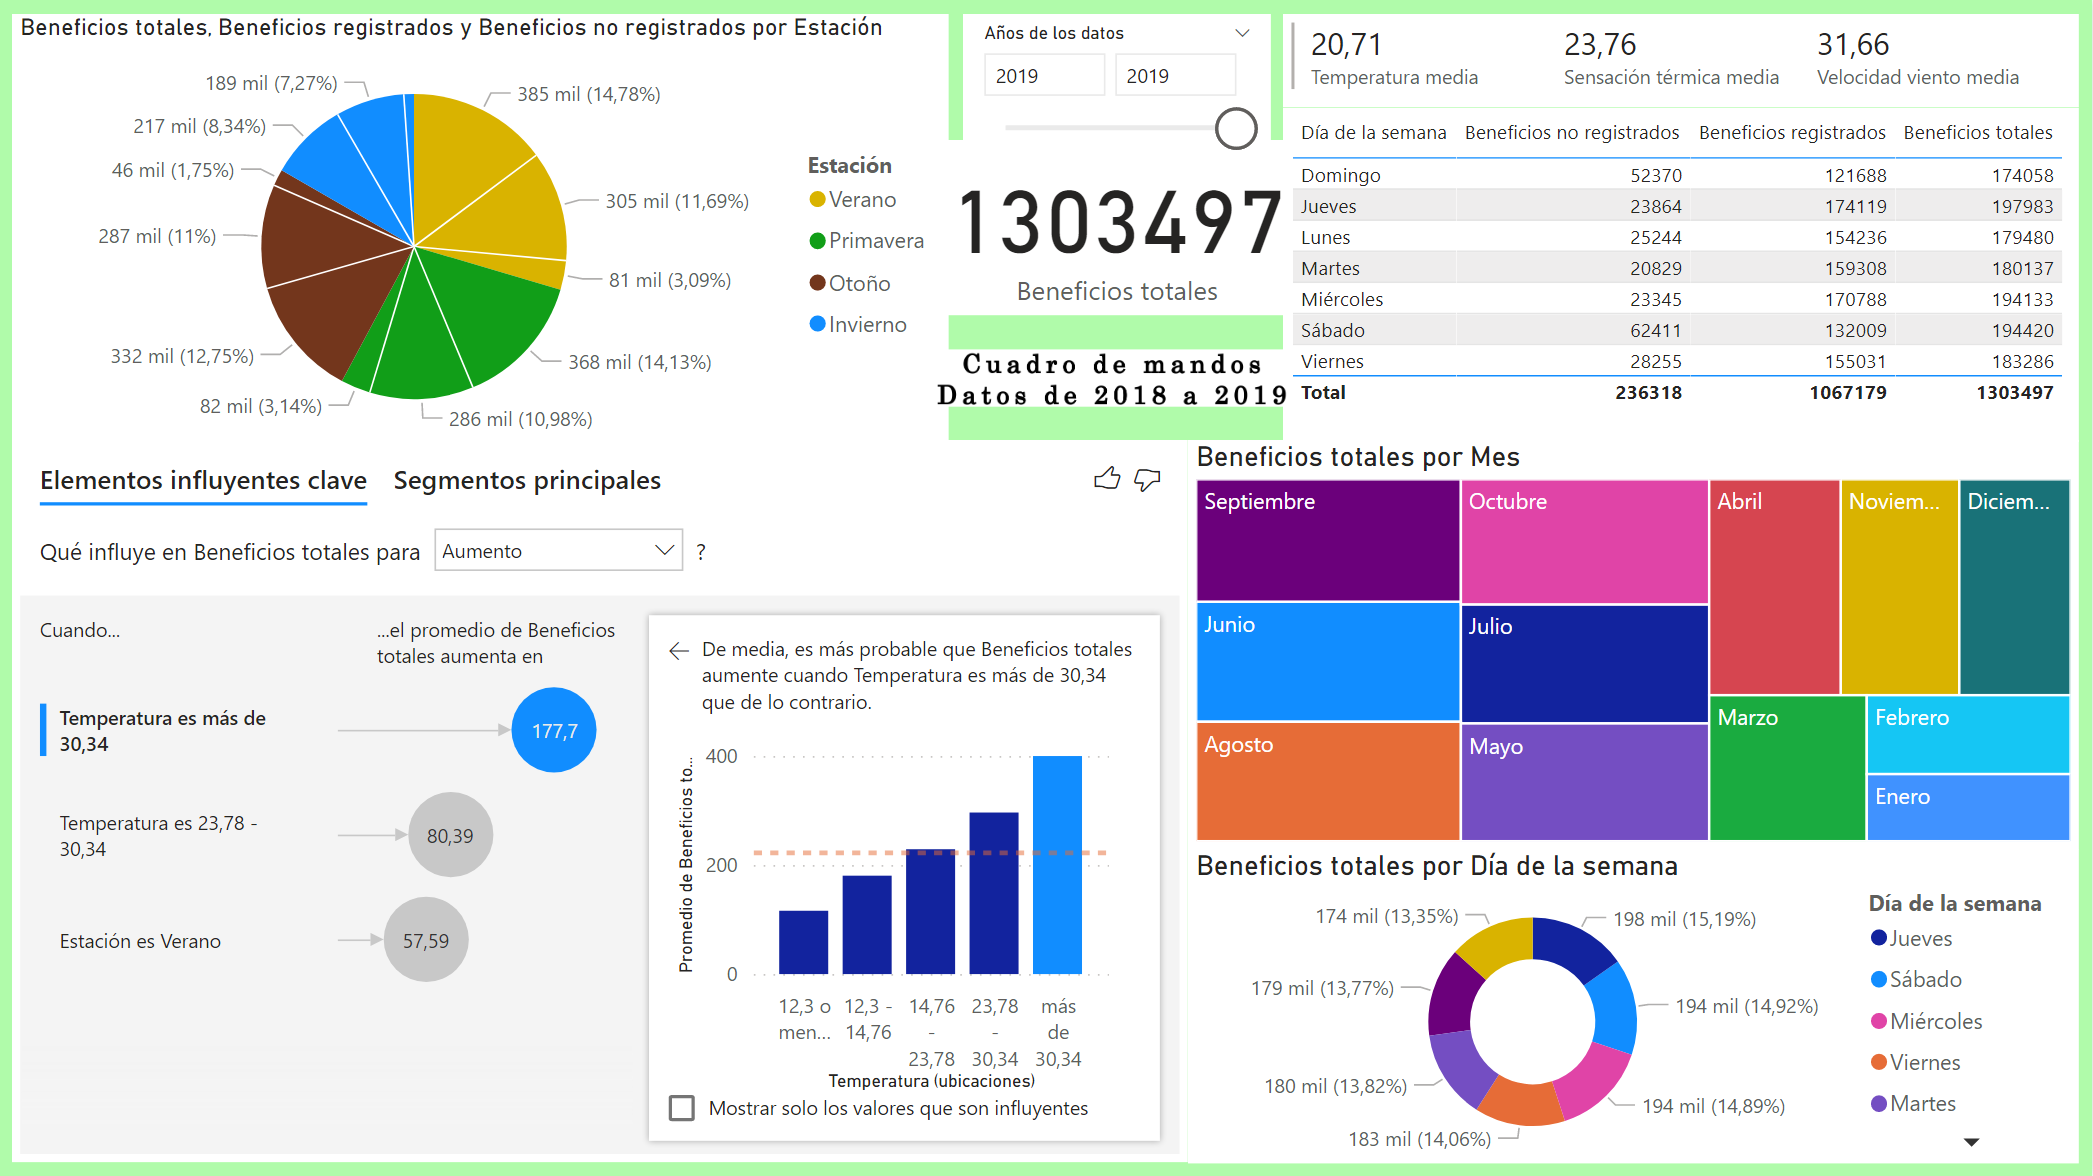 Beneficios totales, Beneficios registrados y Beneficios no registrados por Estación
189 mil (7,27%)
217 mil (8,34%)
46 mil (1,75%)
287 mil (11%)
332 mil (12,75%)
82 mil (3,14%)
385 mil (14,78%)
305 mil (11,69%)
81 mil (3,09%)
368 mil (14,13%)
286 mil (10,98%)
Estación
Verano
Primavera
Otoño
Invierno
Años de los datos
2019 2019
1303497
Beneficios totales
Cuadro de mandos
Datos de 2018 a 2019
20,71 23,76 31,66
Temperatura media Sensación térmica media Velocidad viento media
Día de la semana Beneficios no registrados Beneficios registrados Beneficios totales
Domingo 52370 121688 174058
Jueves 23864 174119 197983
Lunes 25244 154236 179480
Martes 20829 159308 180137
Miércoles 23345 170788 194133
Sábado 62411 132009 194420
Viernes 28255 155031 183286
Total 236318 1067179 1303497
Elementos influyentes clave Segmentos principales
Qué influye en Beneficios totales para Aumento ?
Cuando...
...el promedio de Beneficios
totales aumenta en
Temperatura es más de
30,34
177,7
Temperatura es 23,78 -
30,34
80,39
Estación es Verano
57,59
De media, es más probable que Beneficios totales
aumente cuando Temperatura es más de 30,34
que de lo contrario.
Promedio de Beneficios to...
400
200
0
12,3 o
men...
12,3 -
14,76
14,76
-
23,78
23,78
-
30,34
más
de
30,34
Temperatura (ubicaciones)
Mostrar solo los valores que son influyentes
Beneficios totales por Mes
Septiembre
Octubre
Abril
Noviem...
Diciem...
Junio
Julio
Agosto
Mayo
Marzo
Febrero
Enero
Beneficios totales por Día de la semana
174 mil (13,35%)
198 mil (15,19%)
179 mil (13,77%)
194 mil (14,92%)
180 mil (13,82%)
194 mil (14,89%)
183 mil (14,06%)
Día de la semana
Jueves
Sábado
Miércoles
Viernes
Martes